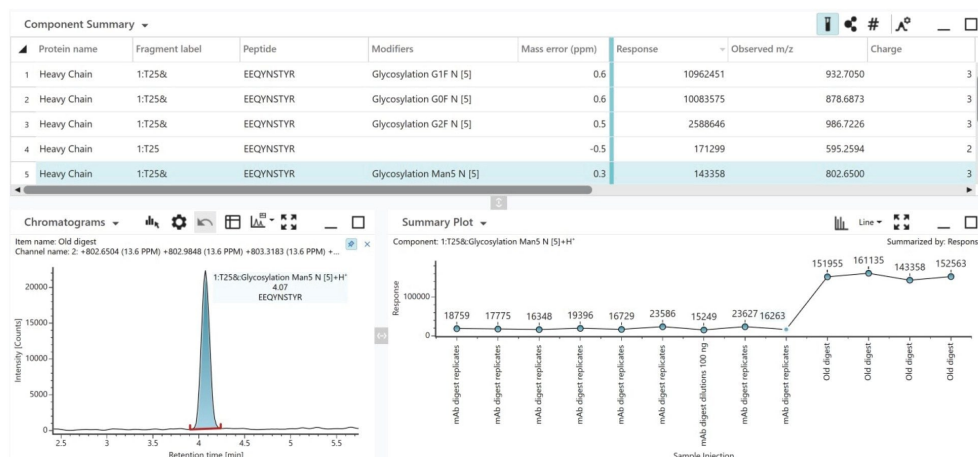 Component Summary
Protein name Fragment label Peptide Modifiers Mass error (ppm) Response Observed m/z Charge
1 Heavy Chain 1:T25& EEQYNSTYR Glycosylation G1F N [5] 0.6 10962451 932.7050 3
2 Heavy Chain 1:T25& EEQYNSTYR Glycosylation G0F N [5] 0.6 10083575 878.6873 3
3 Heavy Chain 1:T25& EEQYNSTYR Glycosylation G2F N [5] 0.5 2588646 986.7226 3
4 Heavy Chain 1:T25 EEQYNSTYR -0.5 171299 595.2594 2
5 Heavy Chain 1:T25& EEQYNSTYR Glycosylation Man5 N [5] 0.3 143358 802.6500 3
Chromatograms
Item name: Old digest
Channel name: 2: +802.6504 (13.6 PPM) +802.9848 (13.6 PPM) +803.3183 (13.6 PPM) +...
1:T25&:Glycosylation Man5 N [5]+H⁺
4.07
EEQYNSTYR
Intensity [Counts]
20000
15000
10000
5000
0
2.5 3 3.5 4 4.5 5 5.5
Retention time [min]
Summary Plot
Line
Component: 1:T25&:Glycosylation Man5 N [5]+H⁺ Summarized by: Respons
Response
100000
0
18759 17775 16348 19396 16729 23586 15249 23627 16263 151955 161135 143358 152563
mAb digest replicates
mAb digest replicates
mAb digest replicates
mAb digest replicates
mAb digest replicates
mAb digest replicates
mAb digest dilutions 100 ng
mAb digest replicates
mAb digest replicates
Old digest
Old digest
Old digest
Old digest
Sample Injection